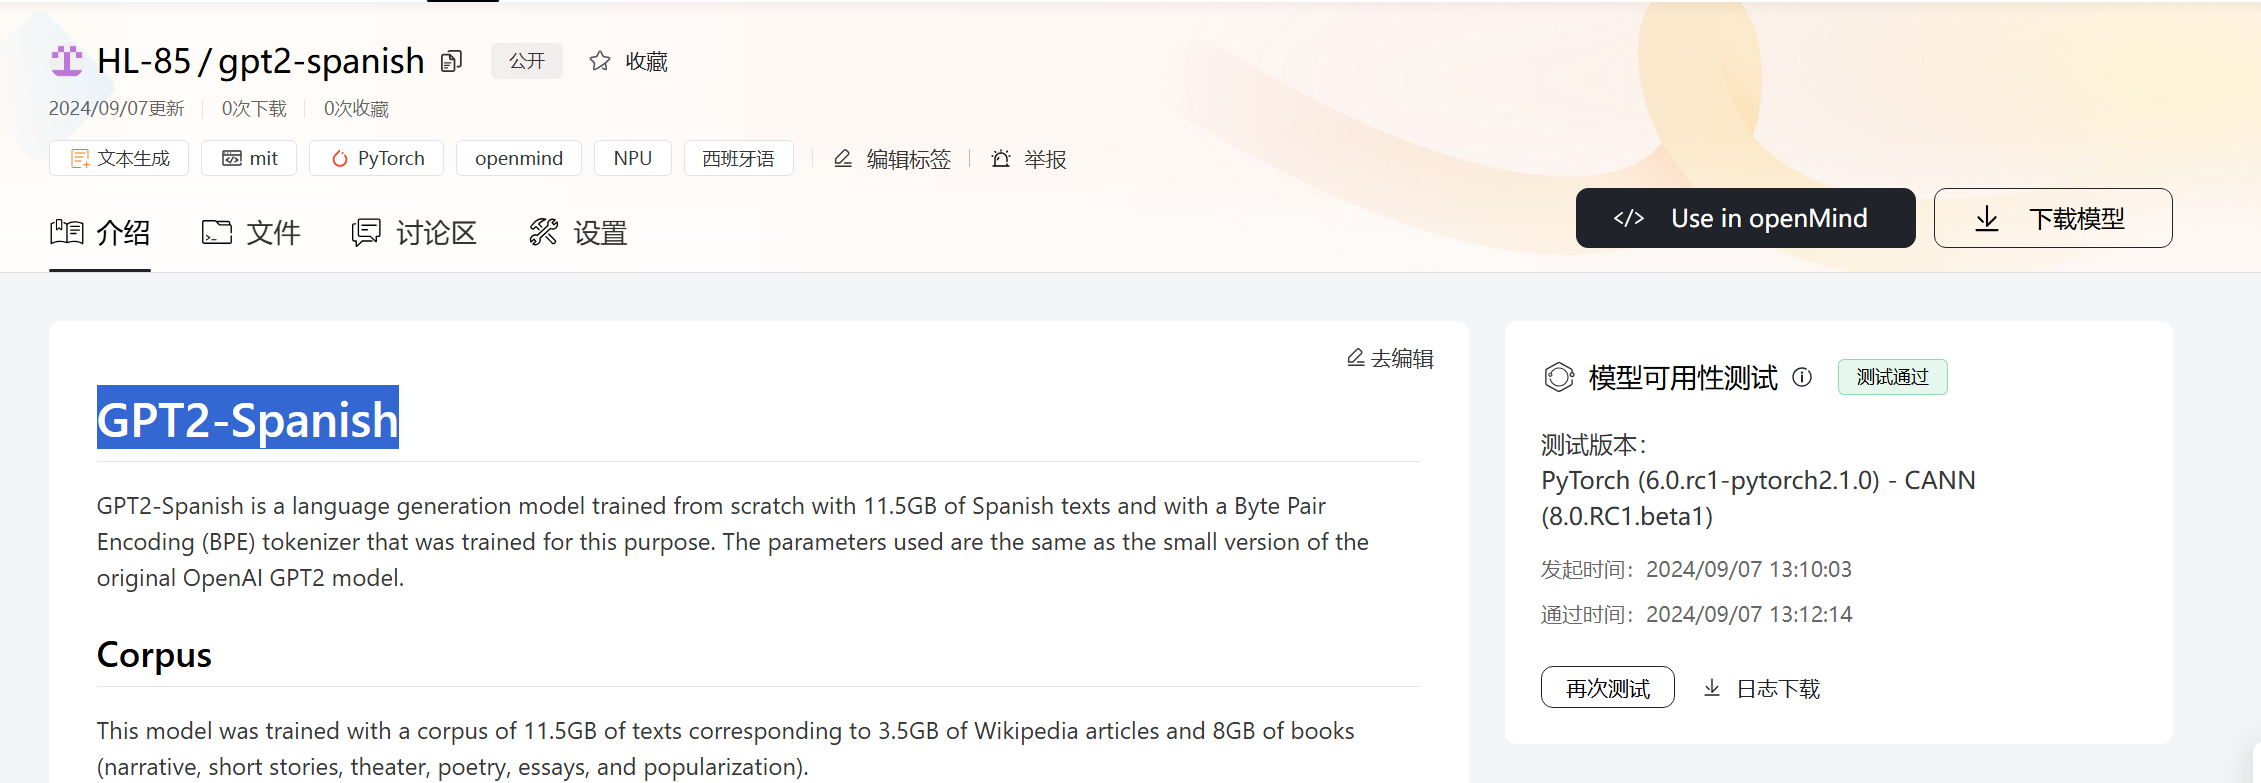 HL-85 / gpt2-spanish 公开 收藏
2024/09/07更新 0次下载 0次收藏
文本生成 mit PyTorch openmind NPU 西班牙语 编辑标签 举报
介绍 文件 讨论区 设置
</> Use in openMind 下载模型
去编辑
GPT2-Spanish
GPT2-Spanish is a language generation model trained from scratch with 11.5GB of Spanish texts and with a Byte Pair
Encoding (BPE) tokenizer that was trained for this purpose. The parameters used are the same as the small version of the
original OpenAI GPT2 model.
Corpus
This model was trained with a corpus of 11.5GB of texts corresponding to 3.5GB of Wikipedia articles and 8GB of books
(narrative, short stories, theater, poetry, essays, and popularization).
模型可用性测试 测试通过
测试版本：
PyTorch (6.0.rc1-pytorch2.1.0) - CANN
(8.0.RC1.beta1)
发起时间：2024/09/07 13:10:03
通过时间：2024/09/07 13:12:14
再次测试 日志下载